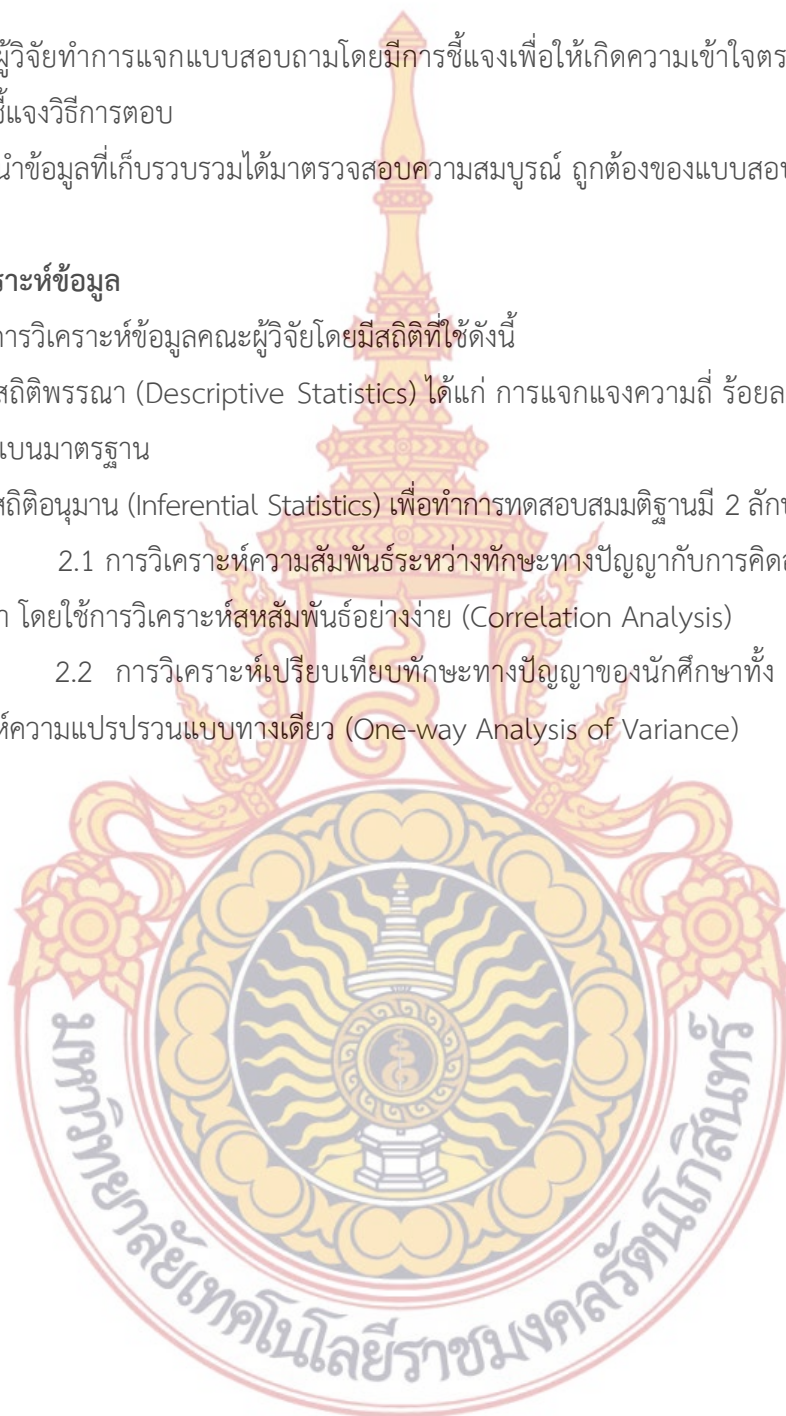 ผู้วิจัยทำการแจกแบบสอบถามโดยมีการชี้แจงเพื่อให้เกิดความเข้าใจตร
ชี้แจงวิธีการตอบ
นำข้อมูลที่เก็บรวบรวมได้มาตรวจสอบความสมบูรณ์ ถูกต้องของแบบสอบ
ราะห์ข้อมูล
การวิเคราะห์ข้อมูลคณะผู้วิจัยโดยมีสถิติที่ใช้ดังนี้
สถิติพรรณา (Descriptive Statistics) ได้แก่ การแจกแจงความถี่ ร้อยล
แบนมาตรฐาน
สถิติอนุมาน (Inferential Statistics) เพื่อทำการทดสอบสมมติฐานมี 2 ลัก
2.1 การวิเคราะห์ความสัมพันธ์ระหว่างทักษะทางปัญญากับการคิด
า โดยใช้การวิเคราะห์สหสัมพันธ์อย่างง่าย (Correlation Analysis)
2.2 การวิเคราะห์เปรียบเทียบทักษะทางปัญญาของนักศึกษาทั้ง
ห์ความแปรปรวนแบบทางเดียว (One-way Analysis of Variance)
มหาวิทยาลัยเทคโนโลยีราชมงคลรัตนโกสินทร์